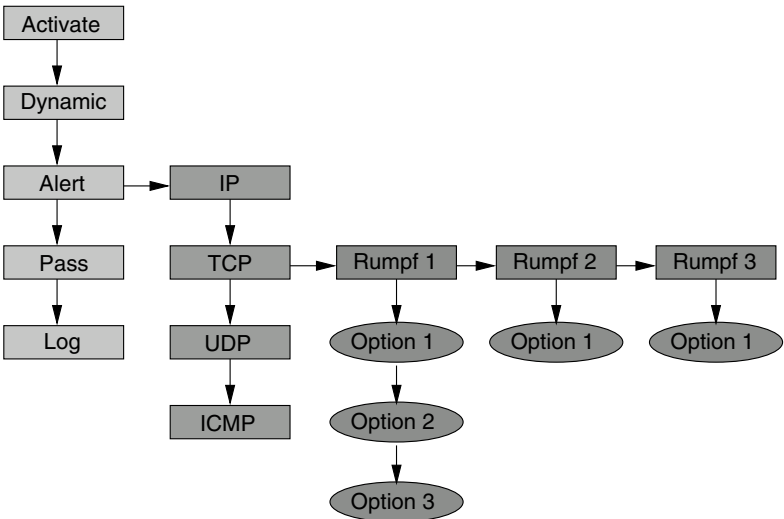 Activate
Dynamic
Alert
IP
Pass
TCP
Rumpf 1
Rumpf 2
Rumpf 3
Log
UDP
Option 1
Option 1
Option 1
ICMP
Option 2
Option 3